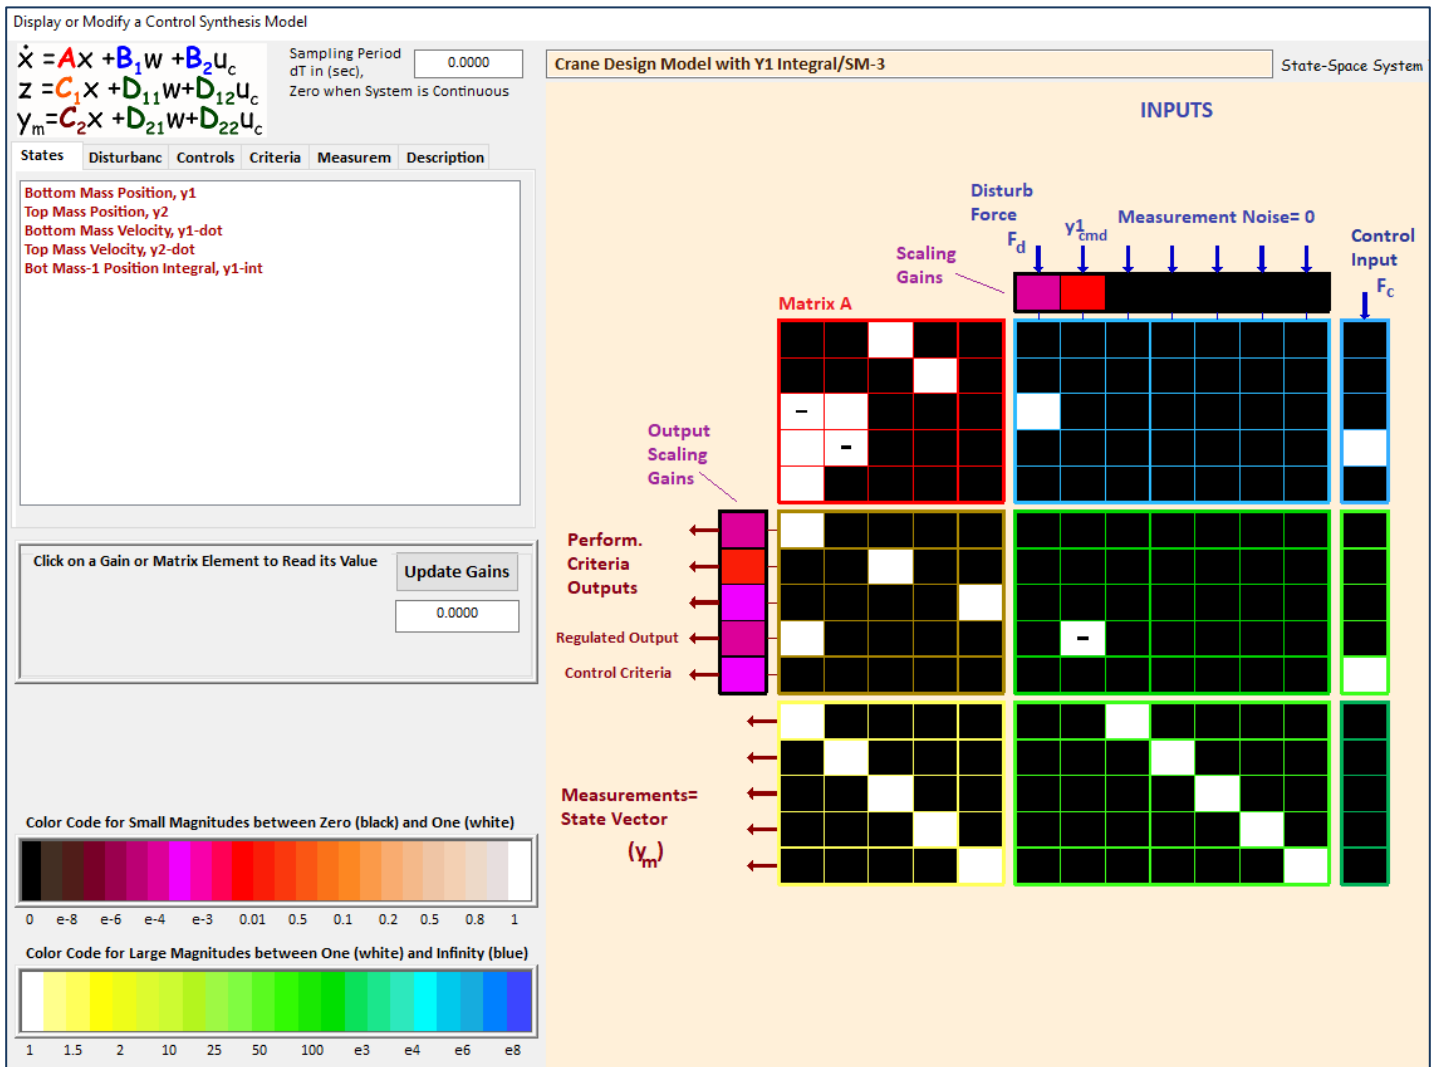 Display or Modify a Control Synthesis Model
ẋ =Ax +B₁w +B₂u_c
z =C₁x +D₁₁w+D₁₂u_c
y_m=C₂x +D₂₁w+D₂₂u_c
Sampling Period
dT in (sec),
Zero when System is Continuous
0.0000
Crane Design Model with Y1 Integral/SM-3
State-Space System
States Disturbanc Controls Criteria Measurem Description
Bottom Mass Position, y1
Top Mass Position, y2
Bottom Mass Velocity, y1-dot
Top Mass Velocity, y2-dot
Bot Mass-1 Position Integral, y1-int
Click on a Gain or Matrix Element to Read its Value
Update Gains
0.0000
Color Code for Small Magnitudes between Zero (black) and One (white)
0 e-8 e-6 e-4 e-3 0.01 0.5 0.1 0.2 0.5 0.8 1
Color Code for Large Magnitudes between One (white) and Infinity (blue)
1 1.5 2 10 25 50 100 e3 e4 e6 e8
INPUTS
Disturb
Force
F_d
y1_cmd
Measurement Noise= 0
Control
Input
F_c
Scaling
Gains
Matrix A
-
-
-
Output
Scaling
Gains
Perform.
Criteria
Outputs
Regulated Output
Control Criteria
Measurements=
State Vector
(y_m)